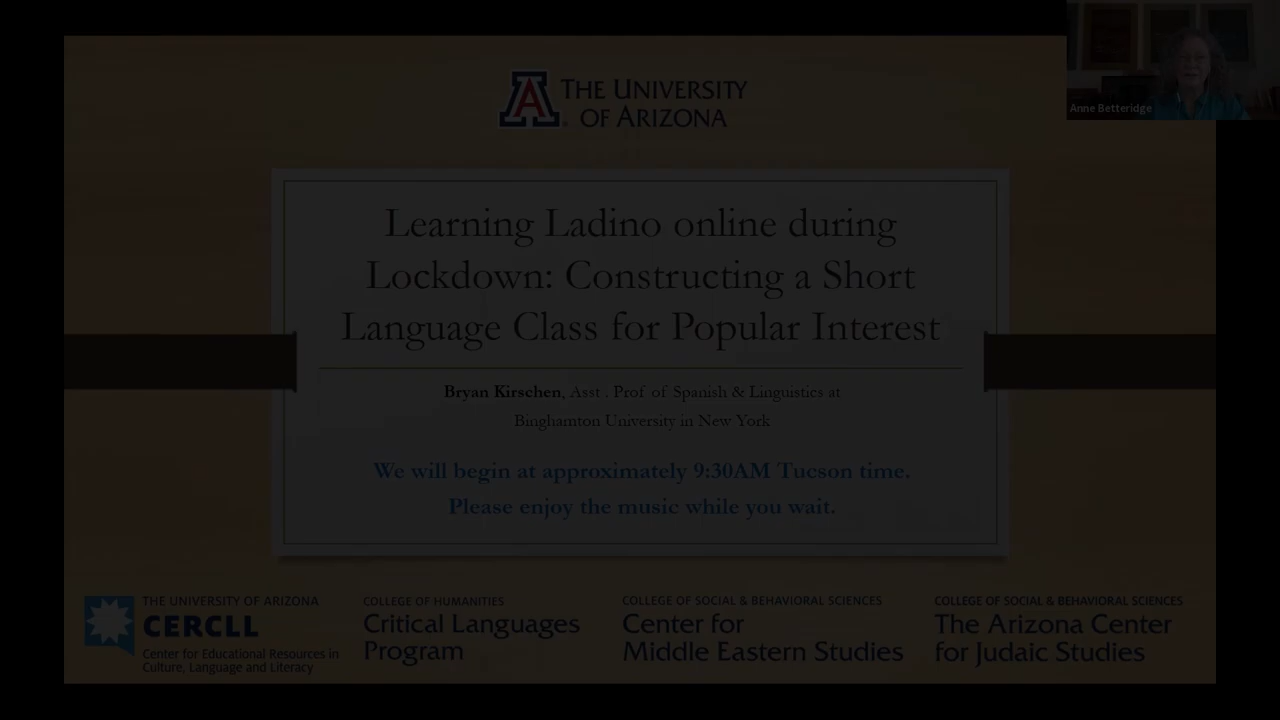 Anne Betteridge
A
THE UNIVERSITY
OF ARIZONA
Learning Ladino online during
Lockdown: Constructing a Short
Language Class for Popular Interest
Bryan Kirschen, Asst . Prof of Spanish & Linguistics at
Binghamton University in New York
We will begin at approximately 9:30AM Tucson time.
Please enjoy the music while you wait.
THE UNIVERSITY OF ARIZONA
CERCLL
Center for Educational Resources in
Culture, Language and Literacy
COLLEGE OF HUMANITIES
Critical Languages
Program
COLLEGE OF SOCIAL & BEHAVIORAL SCIENCES
Center for
Middle Eastern Studies
COLLEGE OF SOCIAL & BEHAVIORAL SCIENCES
The Arizona Center
for Judaic Studies